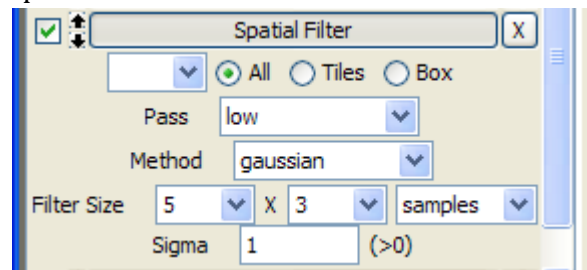 Spatial Filter X
All Tiles Box
Pass low
Method gaussian
Filter Size 5 X 3 samples
Sigma 1 (>0)